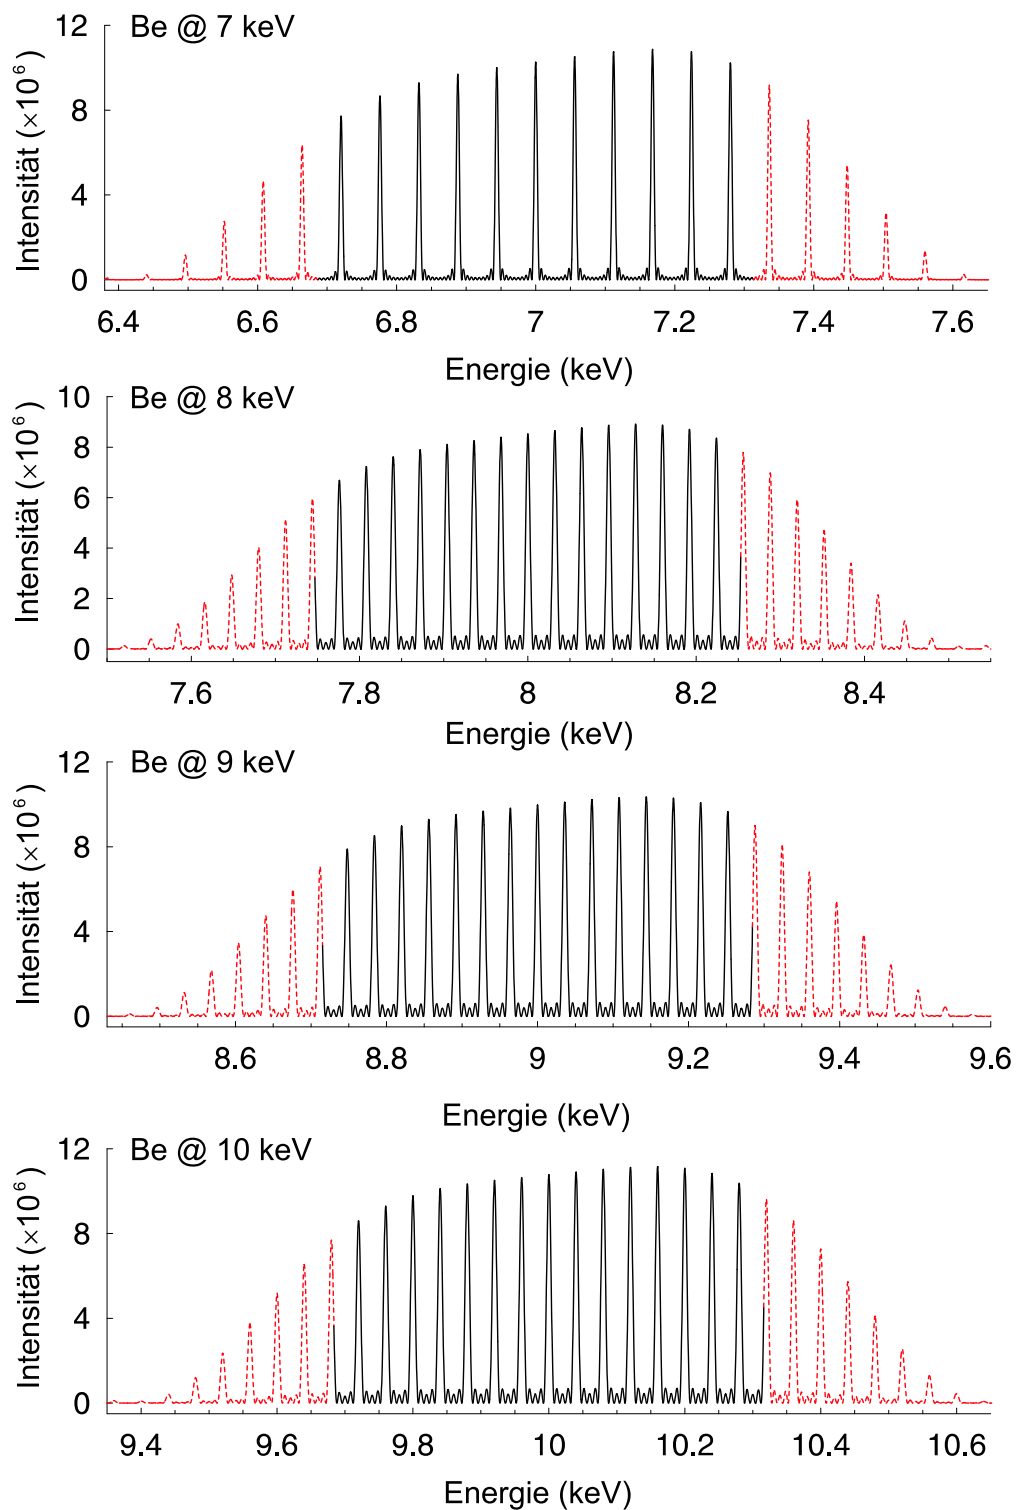 Be @ 7 keV
Intensität (×10⁶)
12
8
4
0
6.4 6.6 6.8 7 7.2 7.4 7.6
Energie (keV)
Be @ 8 keV
Intensität (×10⁶)
10
8
6
4
2
0
7.6 7.8 8 8.2 8.4
Energie (keV)
Be @ 9 keV
Intensität (×10⁶)
12
8
4
0
8.6 8.8 9 9.2 9.4 9.6
Energie (keV)
Be @ 10 keV
Intensität (×10⁶)
12
8
4
0
9.4 9.6 9.8 10 10.2 10.4 10.6
Energie (keV)